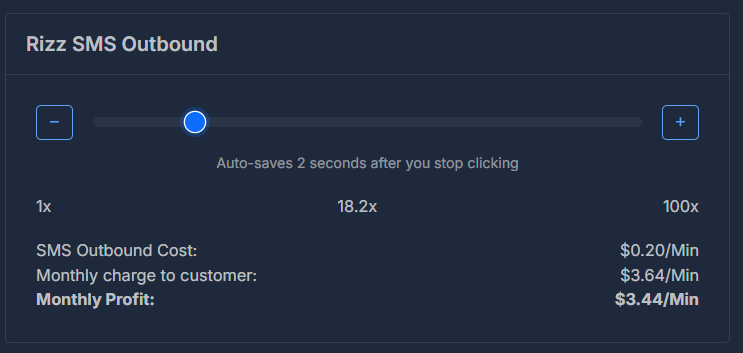 Rizz SMS Outbound
−
+
Auto-saves 2 seconds after you stop clicking
1x 18.2x 100x
SMS Outbound Cost: $0.20/Min
Monthly charge to customer: $3.64/Min
Monthly Profit: $3.44/Min